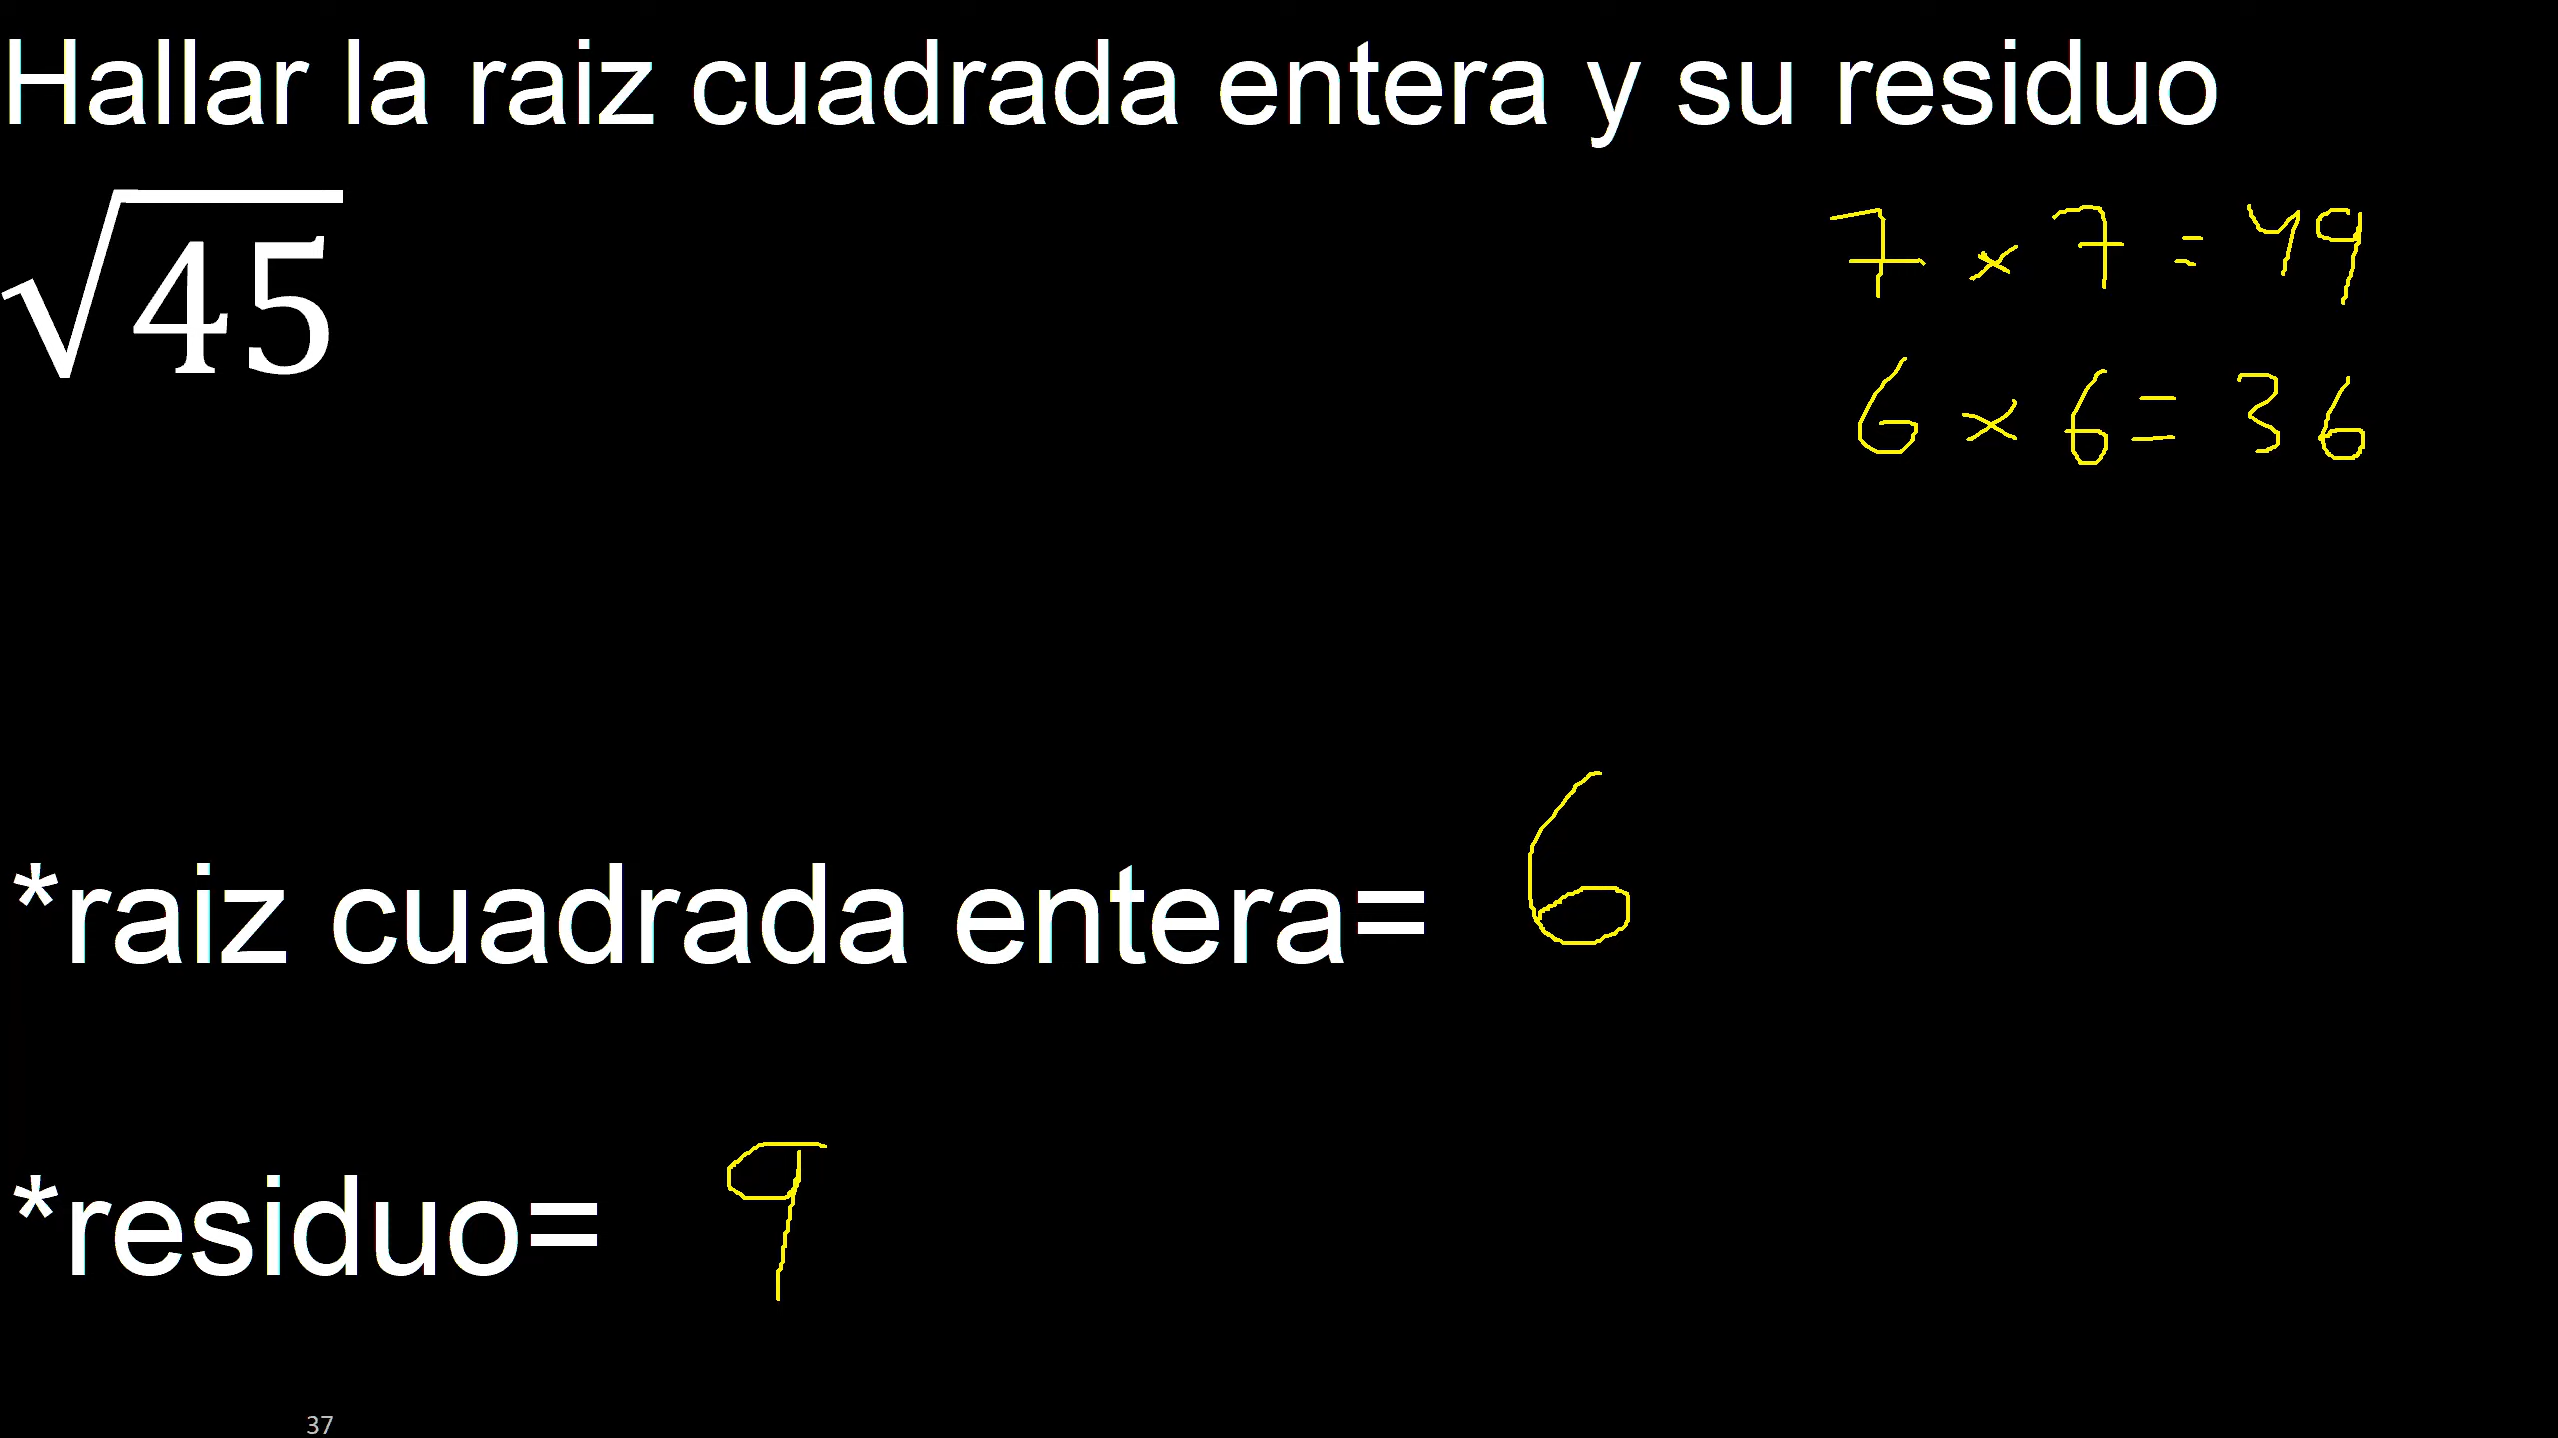 Hallar la raiz cuadrada entera y su residuo
√45
7 × 7 = 49
6 × 6 = 36
*raiz cuadrada entera= 6
*residuo= 9
37